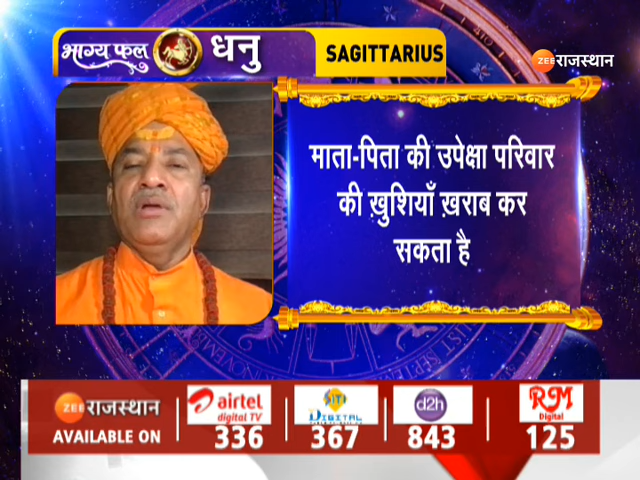 भाग्य फल
धनु
SAGITTARIUS
ZEE राजस्थान
माता-पिता की उपेक्षा परिवार
की ख़ुशियाँ ख़राब कर
सकता है
ZEE राजस्थान
AVAILABLE ON
airtel
digital TV
336
DIGITAL
367
d2h
843
RM
Digital
125